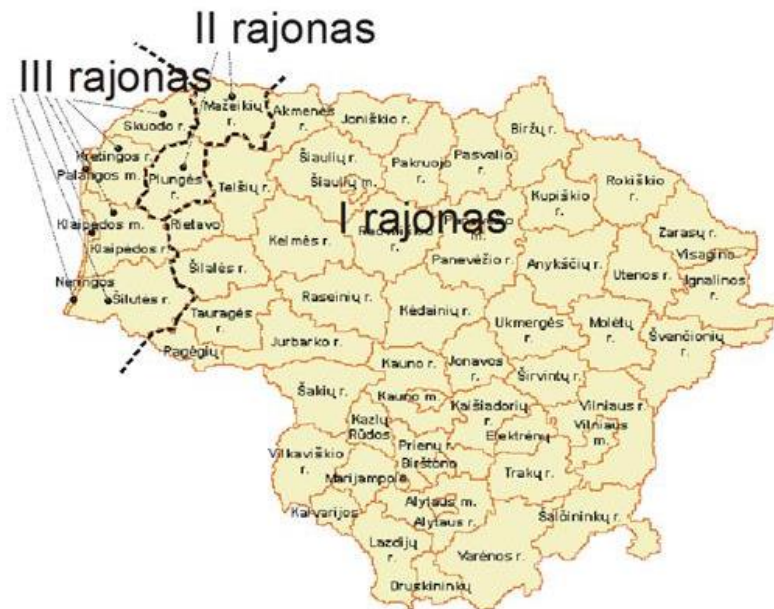 II rajonas
III rajonas
Skuodo r.
Mažeikių r.
Akmenės r.
Joniškio r.
Biržų r.
Kretingos r.
Palangos m.
Plungės r.
Telšių r.
Šiaulių r.
Šiaulių m.
Pakruojo r.
Pasvalio r.
Kupiškio r.
Rokiškio r.
I rajonas
Klaipėdos m.
Klaipėdos r
Rietavo
Kelmės r.
m.
Panevėžio r.
Anykščių r.
Utenos r.
Zarasų r.
Visagino
Ignalinos r.
Neringos
Šilutės r.
Šilalės r.
Tauragės r.
Raseinių r.
Kėdainių r.
Ukmergės r.
Molėtų r.
Švenčionių r.
Pagėgių
Jurbarko r.
Kauno r.
Jonavos r.
Širvintų r.
Šakių r.
Kauno m.
Kaišiadorių r.
Vilniaus r.
Vilniaus m.
Kazlų Rūdos
Prienų r.
Elektrėnų
Birštono
Vilkaviškio r.
Marijampolė
Trakų r.
Kalvarijos
Alytaus m.
Alytaus r.
Šalčininkų r.
Lazdijų r.
Varėnos r.
Druskininkų